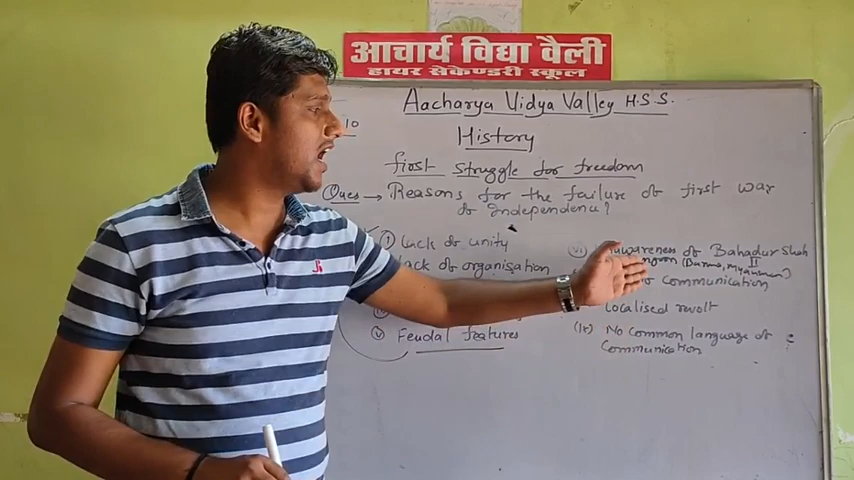 आचार्य विद्या वैली
हायर सेकेण्डरी स्कूल
Aacharya Vidya Valley H.S.S.
10
History
first struggle for freedom
Ques → Reasons for the failure of first war
of Independence?
(i) lack of unity
lack of organisation
(v) Feudal features
(vi) unawareness of Bahadur Shah II
(Burma, myanmar)
communication
Localised revolt
(ix) No common language of
communication